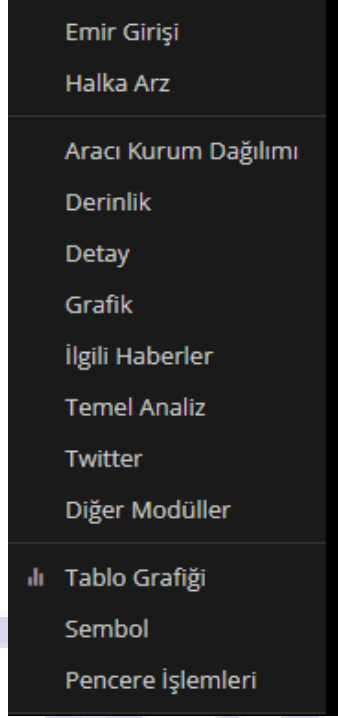 Emir Girişi
Halka Arz
Aracı Kurum Dağılımı
Derinlik
Detay
Grafik
İlgili Haberler
Temel Analiz
Twitter
Diğer Modüller
Tablo Grafiği
Sembol
Pencere İşlemleri